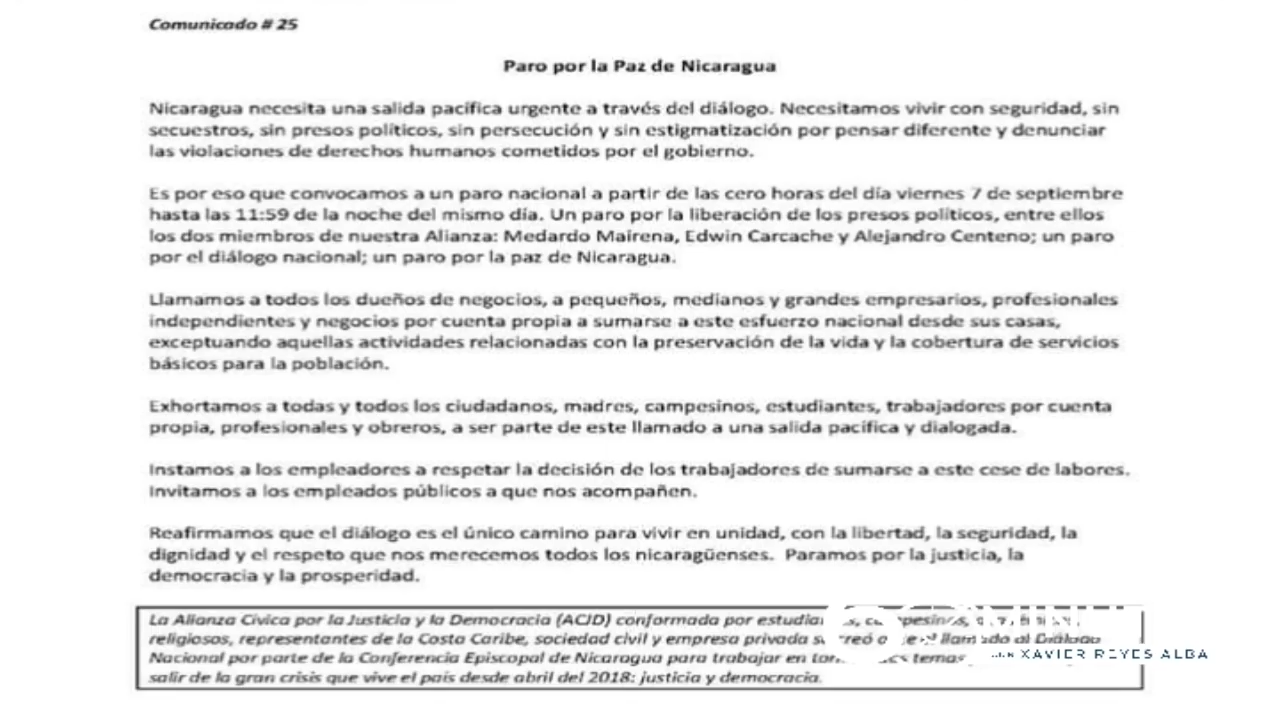 Comunicado # 25
Paro por la Paz de Nicaragua
Nicaragua necesita una salida pacífica urgente a través del diálogo. Necesitamos vivir con seguridad, sin
secuestros, sin presos políticos, sin persecución y sin estigmatización por pensar diferente y denunciar
las violaciones de derechos humanos cometidos por el gobierno.
Es por eso que convocamos a un paro nacional a partir de las cero horas del día viernes 7 de septiembre
hasta las 11:59 de la noche del mismo día. Un paro por la liberación de los presos políticos, entre ellos
los dos miembros de nuestra Alianza: Medardo Mairena, Edwin Carcache y Alejandro Centeno; un paro
por el diálogo nacional; un paro por la paz de Nicaragua.
Llamamos a todos los dueños de negocios, a pequeños, medianos y grandes empresarios, profesionales
independientes y negocios por cuenta propia a sumarse a este esfuerzo nacional desde sus casas,
exceptuando aquellas actividades relacionadas con la preservación de la vida y la cobertura de servicios
básicos para la población.
Exhortamos a todas y todos los ciudadanos, madres, campesinos, estudiantes, trabajadores por cuenta
propia, profesionales y obreros, a ser parte de este llamado a una salida pacífica y dialogada.
Instamos a los empleadores a respetar la decisión de los trabajadores de sumarse a este cese de labores.
Invitamos a los empleados públicos a que nos acompañen.
Reafirmamos que el diálogo es el único camino para vivir en unidad, con la libertad, la seguridad, la
dignidad y el respeto que nos merecemos todos los nicaragüenses. Paramos por la justicia, la
democracia y la prosperidad.
La Alianza Cívica por la Justicia y la Democracia (ACJD) conformada por
religiosos, representantes de la Costa Caribe, sociedad civil y empresa privada al Diálogo
Nacional por parte de la Conferencia Episcopal de Nicaragua para trabajar en temas
salir de la gran crisis que vive el país desde abril del 2018: justicia y democracia.
XAVIER REYES ALBA